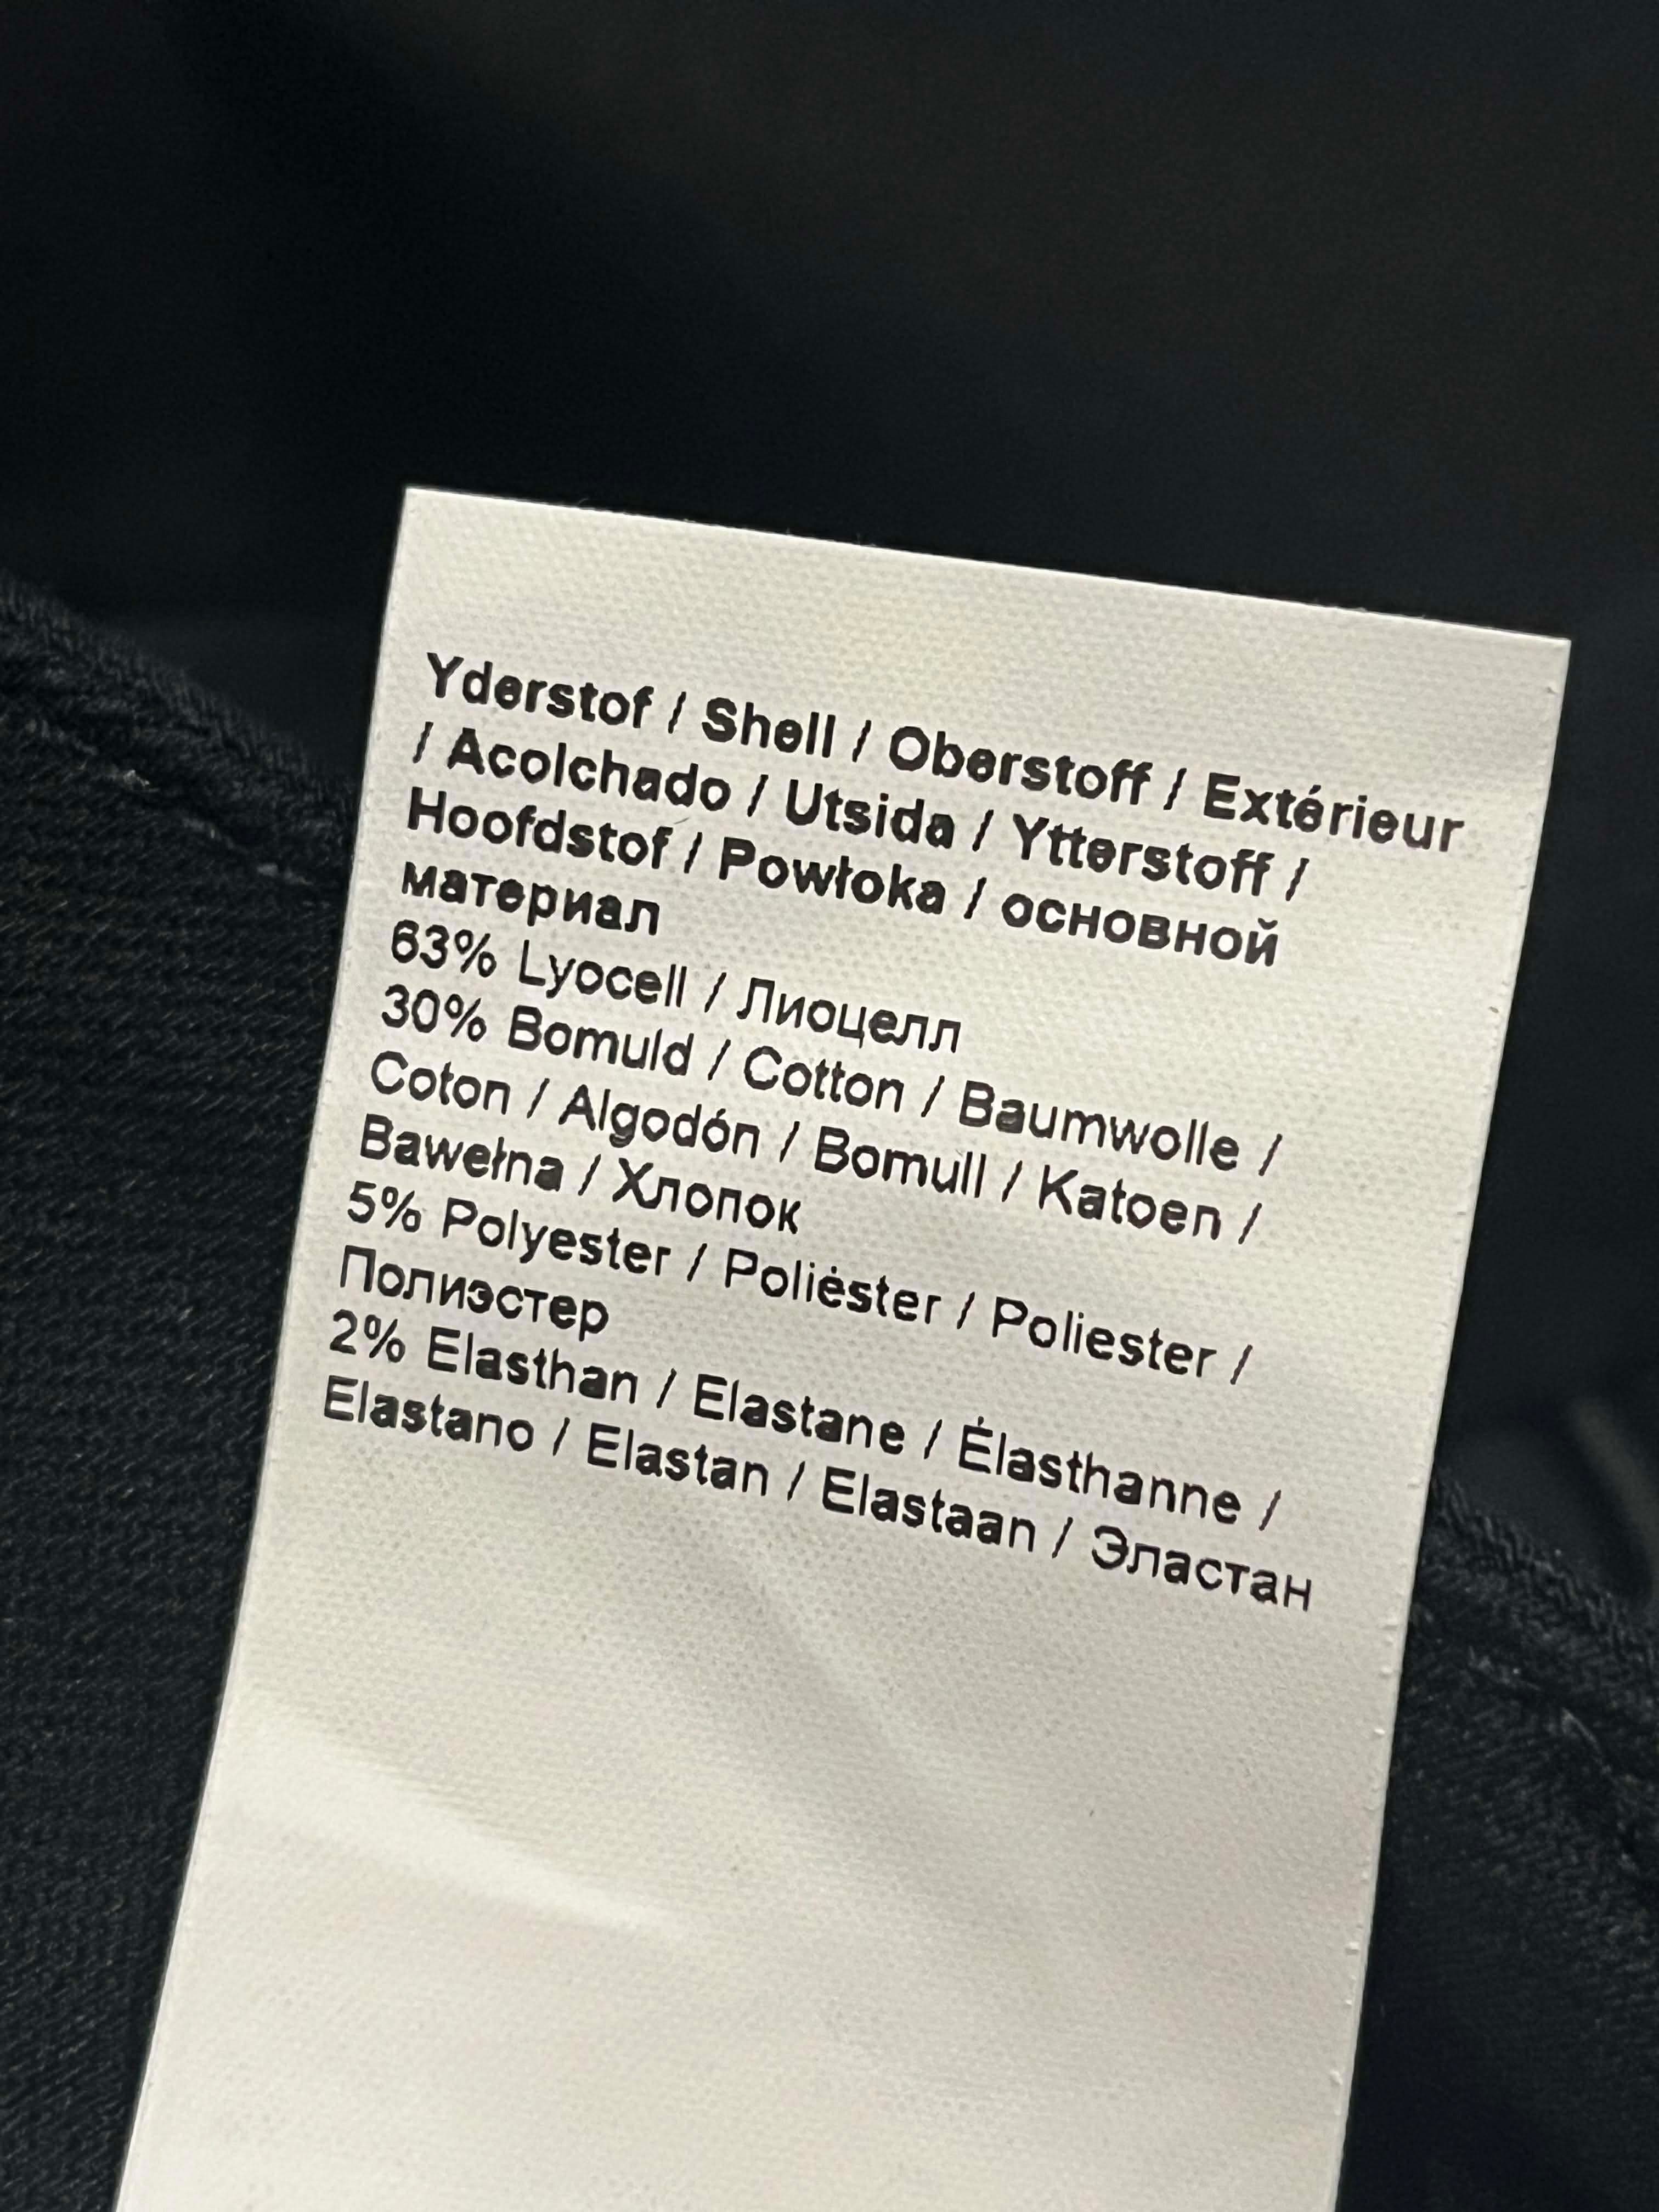 Yderstof / Shell / Oberstoff / Extérieur
/ Acolchado / Utsida / Ytterstoff /
Hoofdstof / Powłoka / основной
материал
63% Lyocell / Лиоцелл
30% Bomuld / Cotton / Baumwolle /
Coton / Algodón / Bomull / Katoen /
Bawełna / Хлопок
5% Polyester / Poliéster / Poliester /
Полиэстер
2% Elasthan / Elastane / Élasthanne /
Elastano / Elastan / Elastaan / Эластан